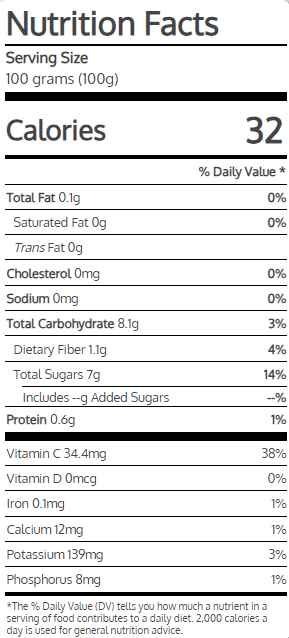 Nutrition Facts
Serving Size
100 grams (100g)
Calories 32
% Daily Value *
Total Fat 0.1g 0%
Saturated Fat 0g 0%
Trans Fat 0g
Cholesterol 0mg 0%
Sodium 0mg 0%
Total Carbohydrate 8.1g 3%
Dietary Fiber 1.1g 4%
Total Sugars 7g 14%
Includes --g Added Sugars --%
Protein 0.6g 1%
Vitamin C 34.4mg 38%
Vitamin D 0mcg 0%
Iron 0.1mg 1%
Calcium 12mg 1%
Potassium 139mg 3%
Phosphorus 8mg 1%
*The % Daily Value (DV) tells you how much a nutrient in a
serving of food contributes to a daily diet. 2,000 calories a
day is used for general nutrition advice.